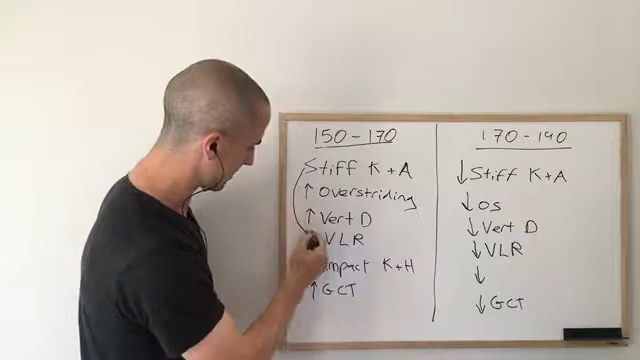 150 - 170
Stiff K + A
↑ Overstriding
↑ Vert D
VLR
Impact K + H
↑ GCT
170 - 190
↓ Stiff K + A
↓ OS
↓ Vert D
↓ VLR
↓
↓ GCT